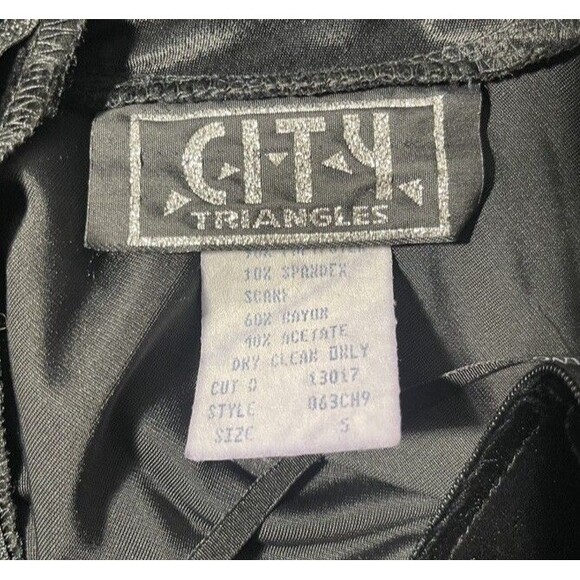 CITY
TRIANGLES
10% SPANDEX
SCARF
60% RAYON
40% ACETATE
DRY CLEAN ONLY
CUT # 13017
STYLE 063CH9
SIZE S